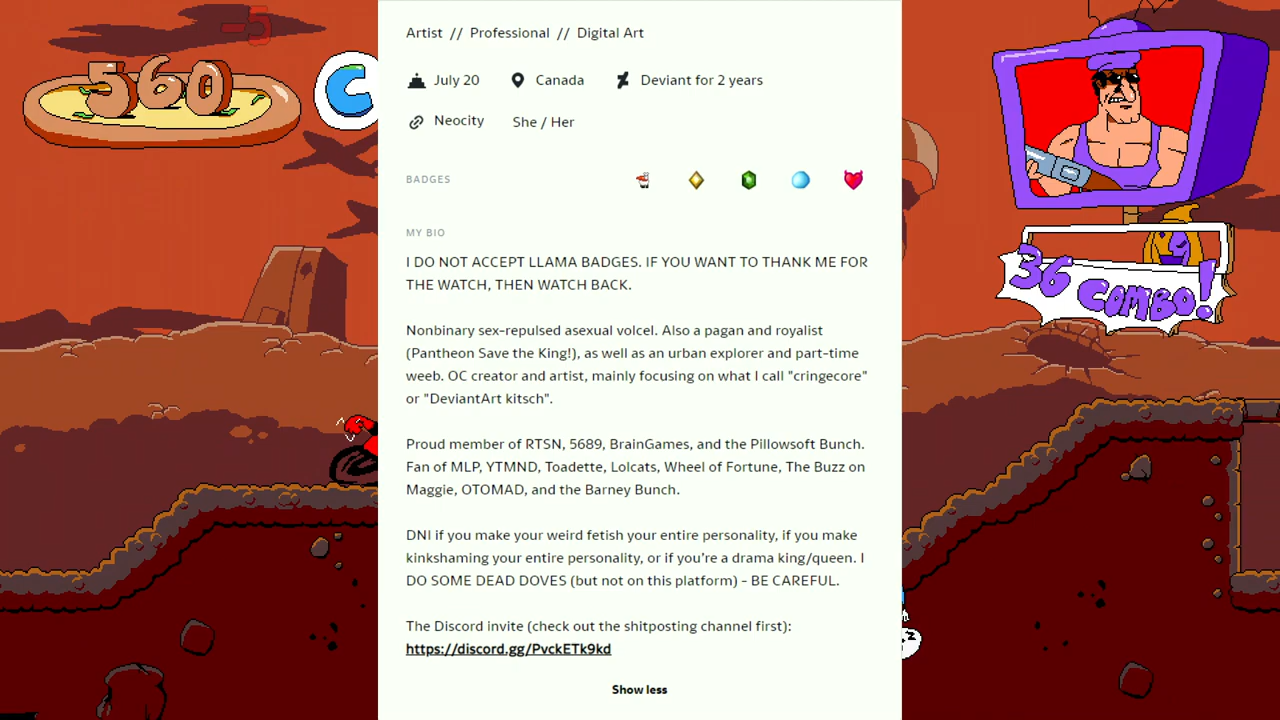 -5
560
C
36 COMBO!
Artist // Professional // Digital Art
July 20 Canada Deviant for 2 years
Neocity She / Her
BADGES
MY BIO
I DO NOT ACCEPT LLAMA BADGES. IF YOU WANT TO THANK ME FOR
THE WATCH, THEN WATCH BACK.
Nonbinary sex-repulsed asexual volcel. Also a pagan and royalist
(Pantheon Save the King!), as well as an urban explorer and part-time
weeb. OC creator and artist, mainly focusing on what I call "cringecore"
or "DeviantArt kitsch".
Proud member of RTSN, 5689, BrainGames, and the Pillowsoft Bunch.
Fan of MLP, YTMND, Toadette, Lolcats, Wheel of Fortune, The Buzz on
Maggie, OTOMAD, and the Barney Bunch.
DNI if you make your weird fetish your entire personality, if you make
kinkshaming your entire personality, or if you're a drama king/queen. I
DO SOME DEAD DOVES (but not on this platform) - BE CAREFUL.
The Discord invite (check out the shitposting channel first):
https://discord.gg/PvckETk9kd
Show less